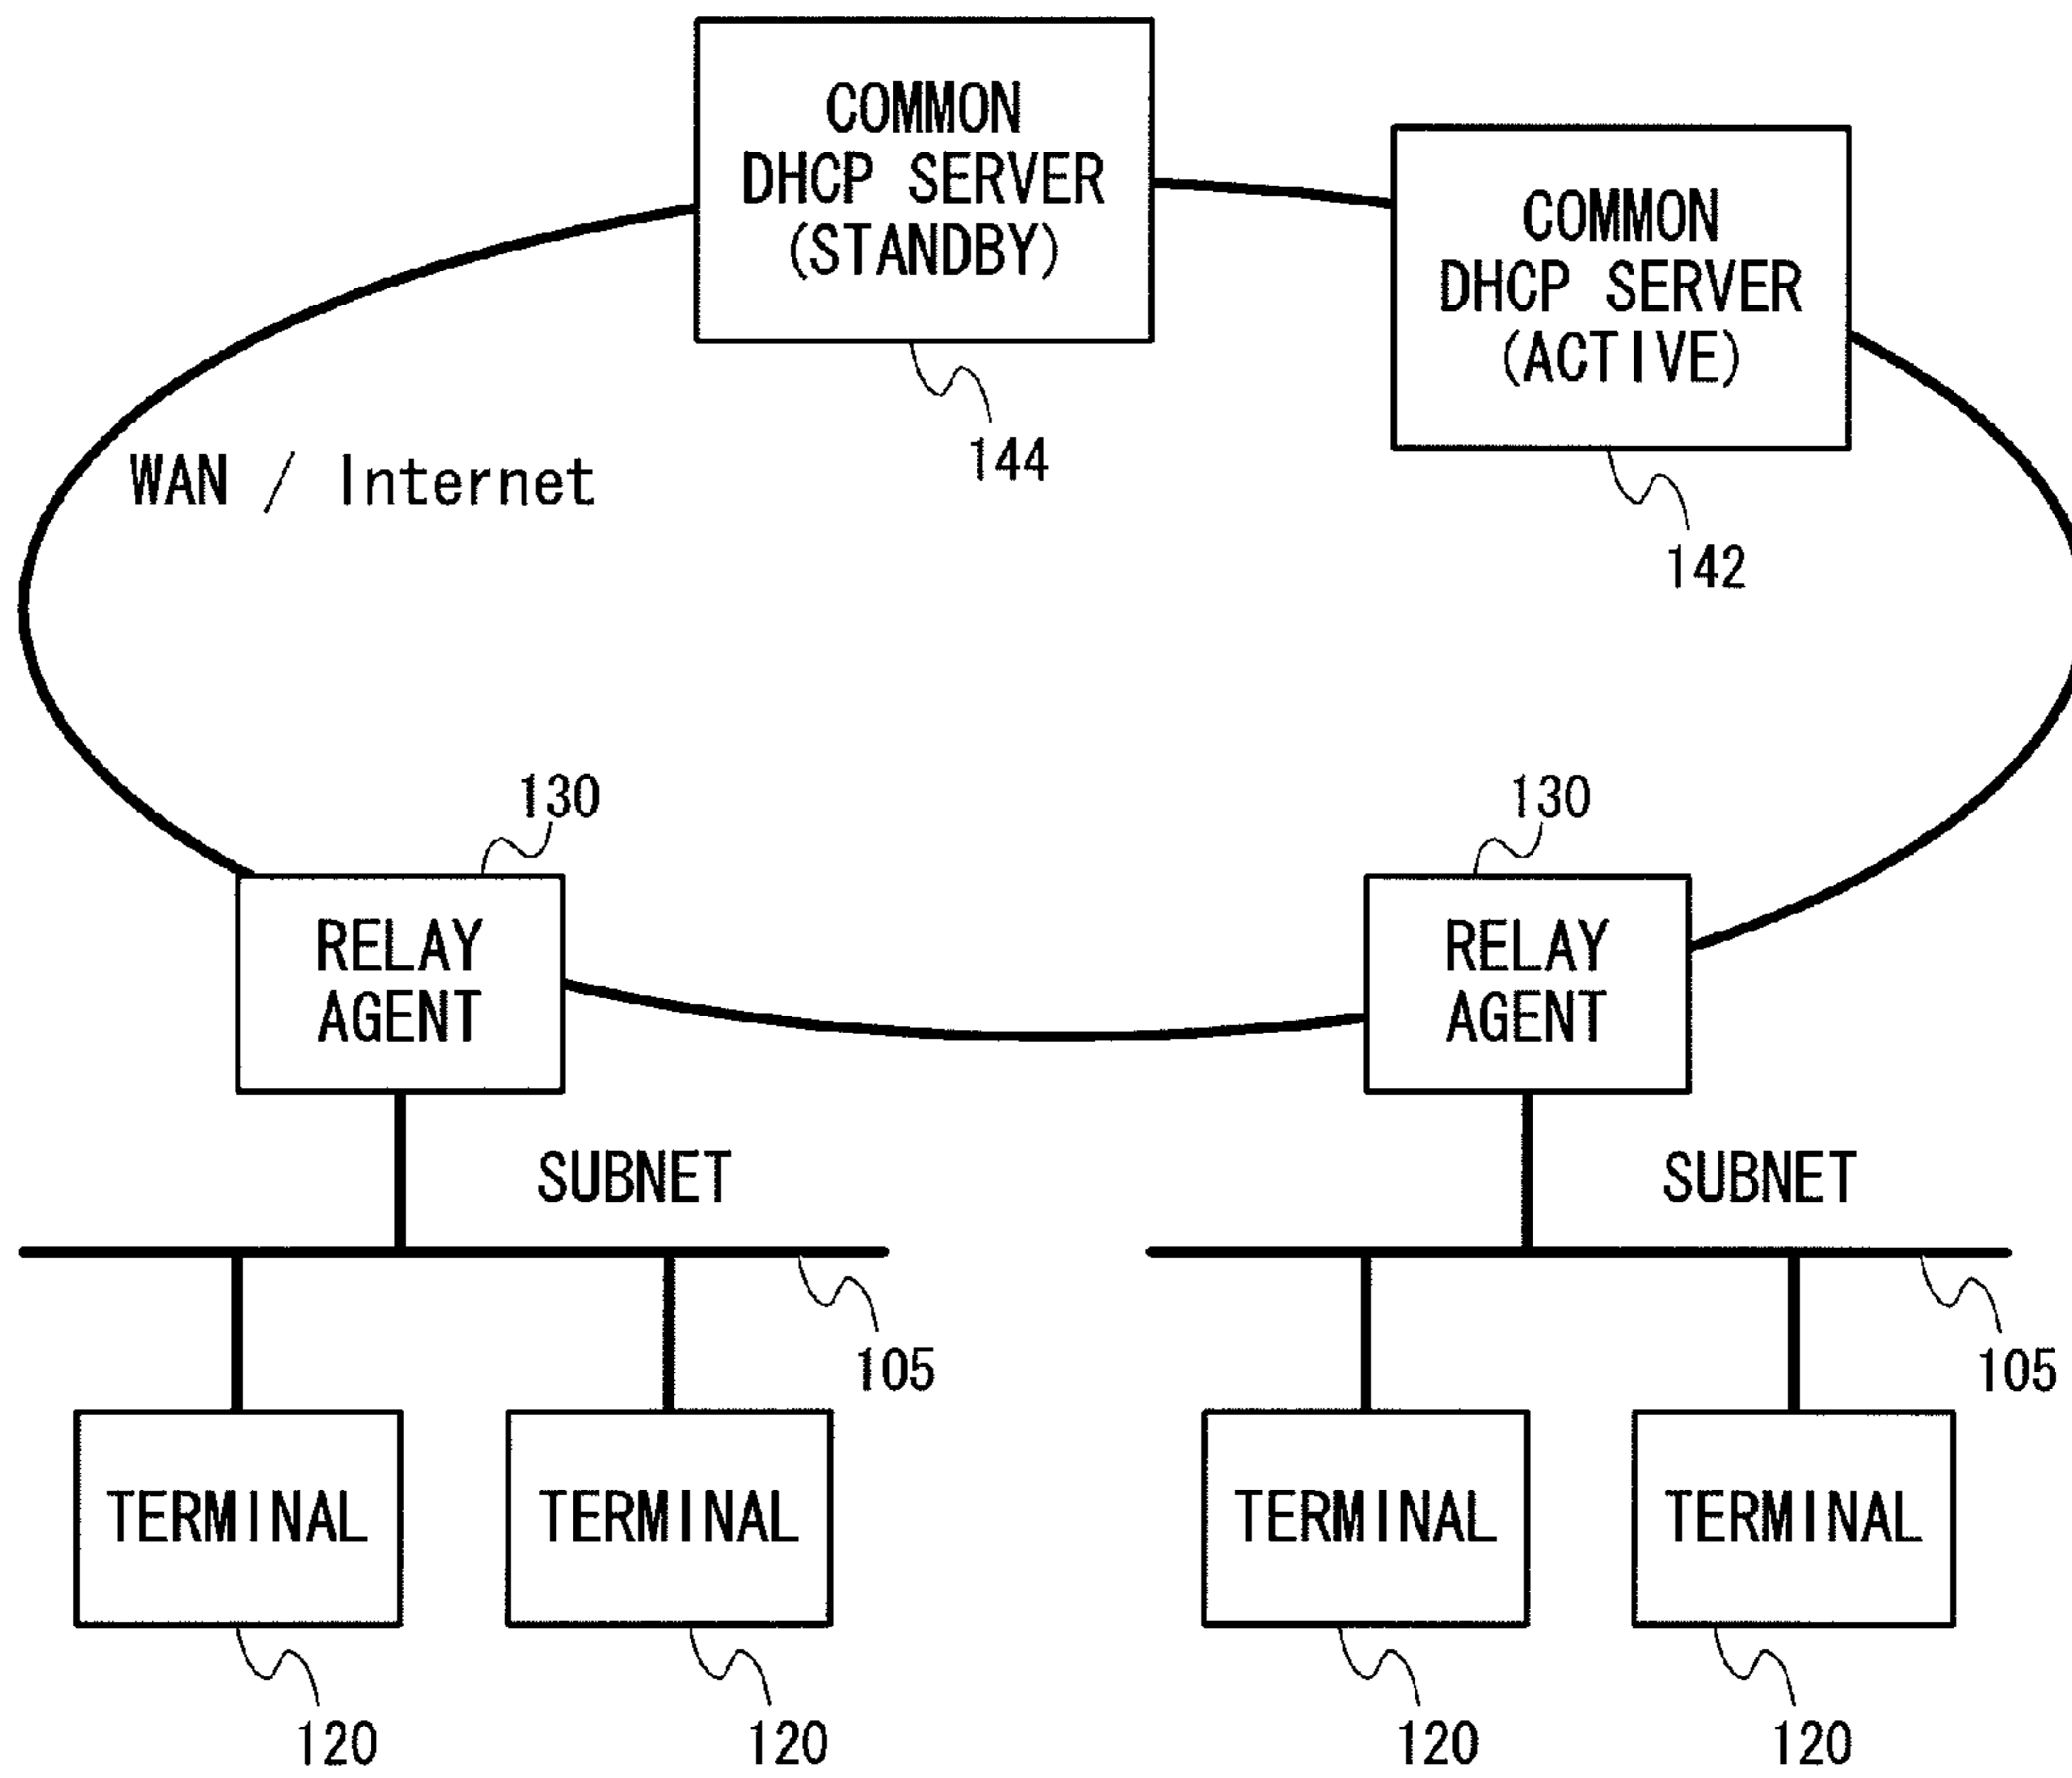 COMMON
DHCP SERVER
(STANDBY)
COMMON
DHCP SERVER
(ACTIVE)
144
WAN / Internet
142
130
130
RELAY
AGENT
RELAY
AGENT
SUBNET
SUBNET
105
105
TERMINAL
TERMINAL
TERMINAL
TERMINAL
120
120
120
120